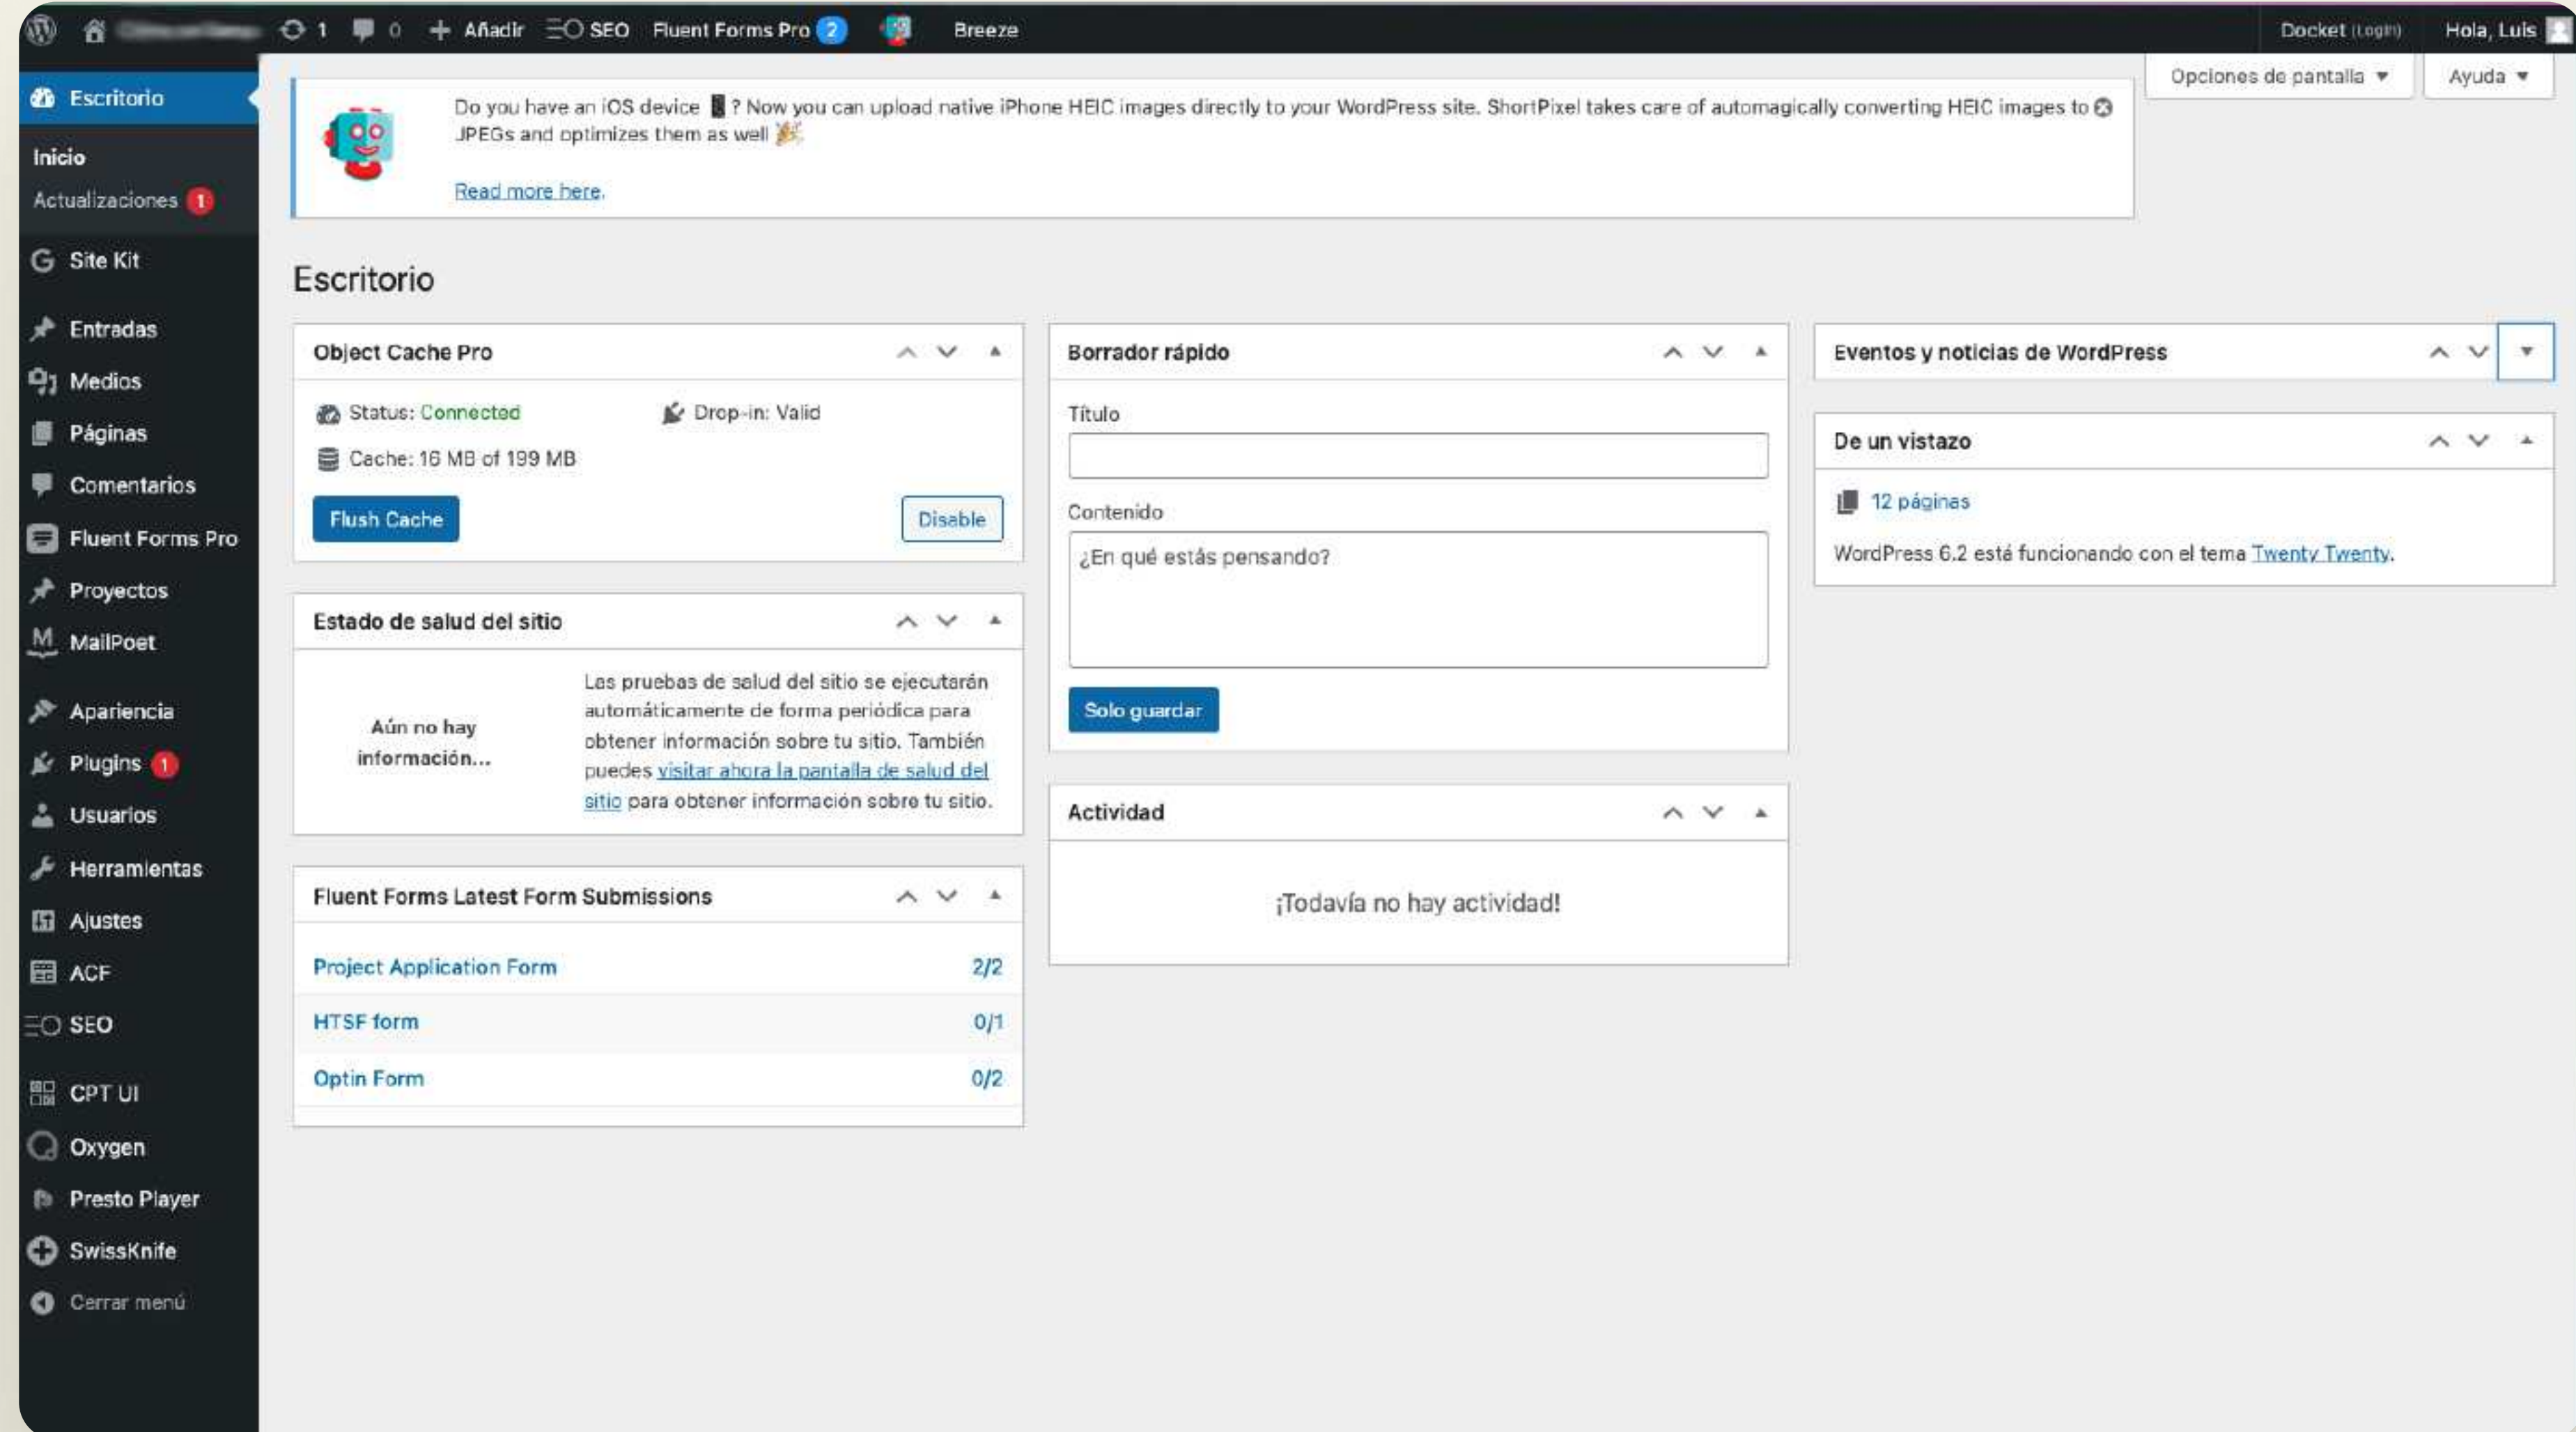 1 0 + Añadir SEO Fluent Forms Pro 2 Breeze Docket (Login) Hola, Luis
Opciones de pantalla Ayuda
Escritorio
Inicio
Actualizaciones 1
Site Kit
Entradas
Medios
Páginas
Comentarios
Fluent Forms Pro
Proyectos
MailPoet
Apariencia
Plugins 1
Usuarios
Herramientas
Ajustes
ACF
SEO
CPT UI
Oxygen
Presto Player
SwissKnife
Cerrar menú
Do you have an iOS device ? Now you can upload native iPhone HEIC images directly to your WordPress site. ShortPixel takes care of automagically converting HEIC images to
JPEGs and optimizes them as well
Read more here.
Escritorio
Object Cache Pro
Status: Connected Drop-in: Valid
Cache: 16 MB of 199 MB
Flush Cache Disable
Estado de salud del sitio
Aún no hay
información...
Las pruebas de salud del sitio se ejecutarán
automáticamente de forma periódica para
obtener información sobre tu sitio. También
puedes visitar ahora la pantalla de salud del
sitio para obtener información sobre tu sitio.
Fluent Forms Latest Form Submissions
Project Application Form 2/2
HTSF form 0/1
Optin Form 0/2
Borrador rápido
Título
Contenido
¿En qué estás pensando?
Solo guardar
Actividad
¡Todavía no hay actividad!
Eventos y noticias de WordPress
De un vistazo
12 páginas
WordPress 6.2 está funcionando con el tema Twenty Twenty.